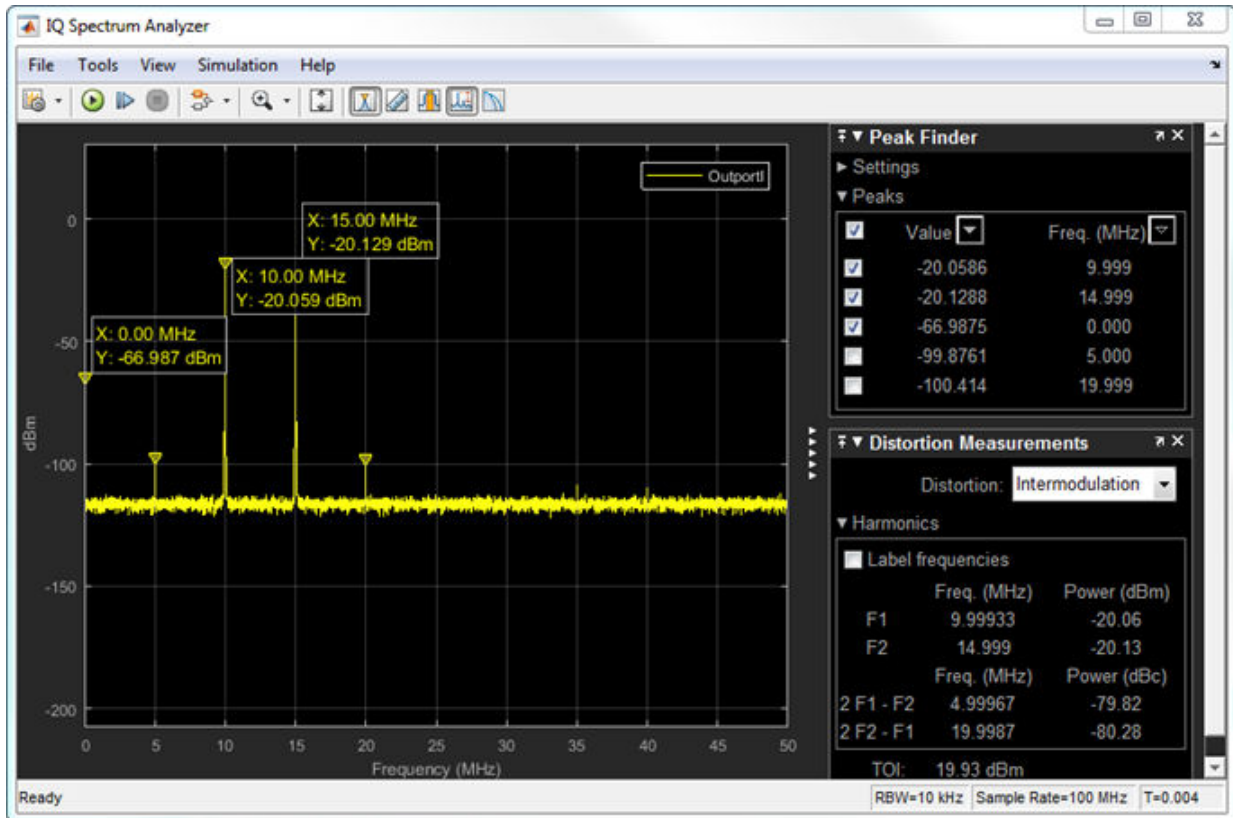 IQ Spectrum Analyzer
File Tools View Simulation Help
OutportI
X: 15.00 MHz
Y: -20.129 dBm
X: 10.00 MHz
Y: -20.059 dBm
X: 0.00 MHz
Y: -66.987 dBm
0
-50
-100
-150
-200
dBm
0 5 10 15 20 25 30 35 40 45 50
Frequency (MHz)
Peak Finder
Settings
Peaks
Value Freq. (MHz)
-20.0586 9.999
-20.1288 14.999
-66.9875 0.000
-99.8761 5.000
-100.414 19.999
Distortion Measurements
Distortion: Intermodulation
Harmonics
Label frequencies
Freq. (MHz) Power (dBm)
F1 9.99933 -20.06
F2 14.999 -20.13
Freq. (MHz) Power (dBc)
2 F1 - F2 4.99967 -79.82
2 F2 - F1 19.9987 -80.28
TOI: 19.93 dBm
Ready
RBW=10 kHz Sample Rate=100 MHz T=0.004